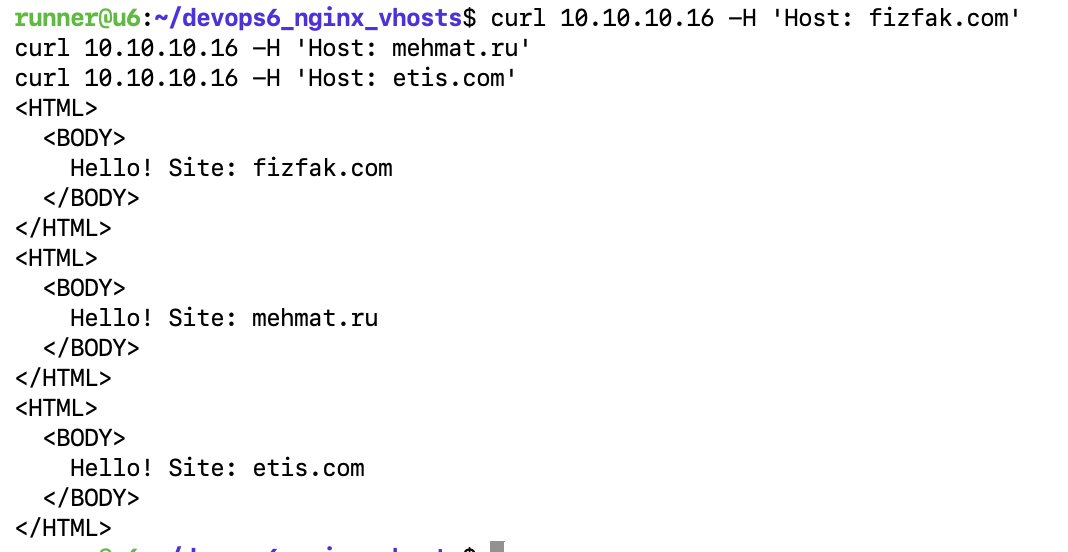 runner@u6:~/devops6_nginx_vhosts$ curl 10.10.10.16 -H 'Host: fizfak.com'
curl 10.10.10.16 -H 'Host: mehmat.ru'
curl 10.10.10.16 -H 'Host: etis.com'
<HTML>
  <BODY>
    Hello! Site: fizfak.com
  </BODY>
</HTML>
<HTML>
  <BODY>
    Hello! Site: mehmat.ru
  </BODY>
</HTML>
<HTML>
  <BODY>
    Hello! Site: etis.com
  </BODY>
</HTML>